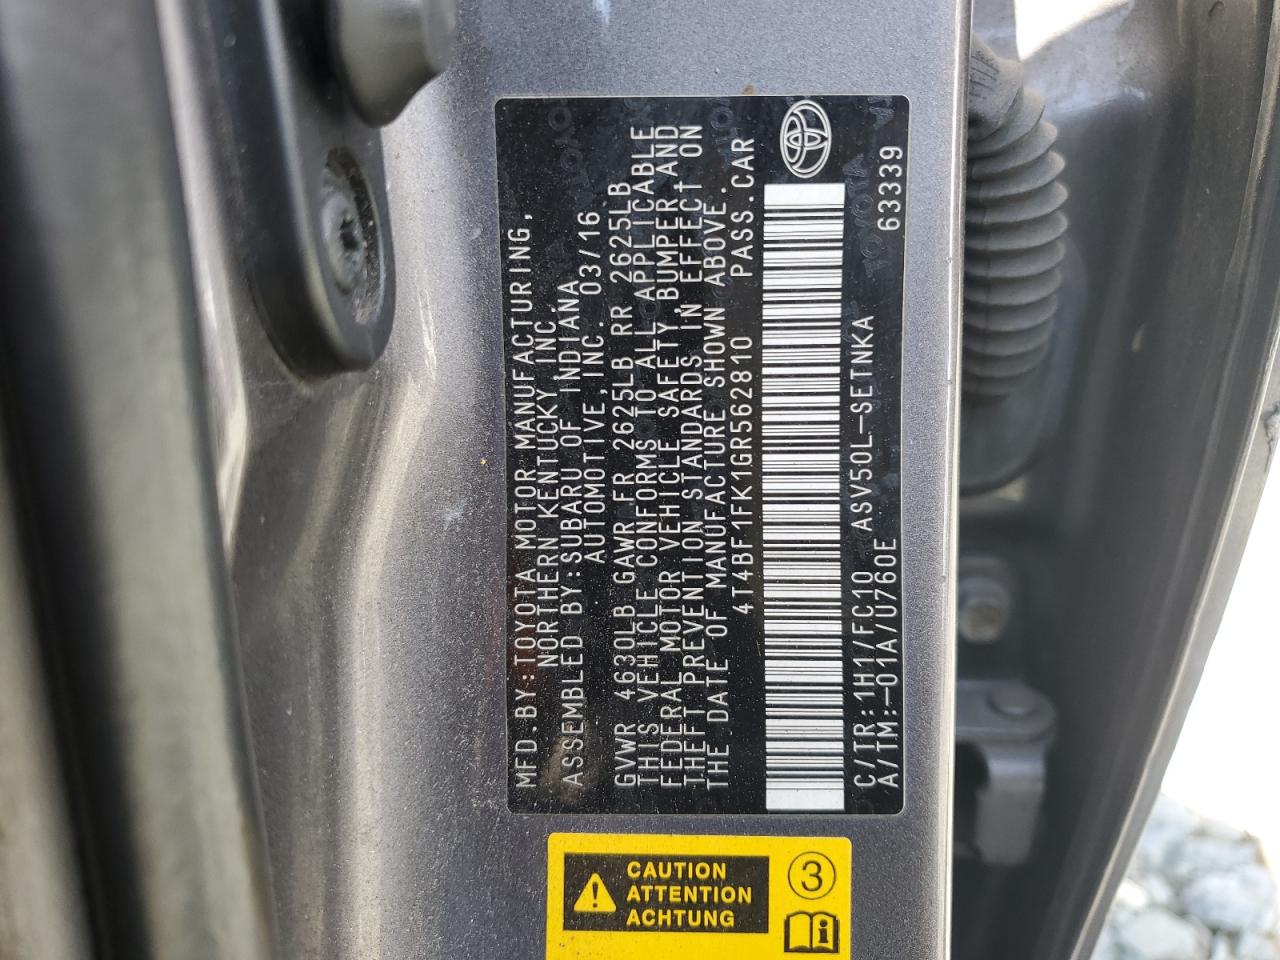 MFD.BY:TOYOTA MOTOR MANUFACTURING,
NORTHERN KENTUCKY,INC.
ASSEMBLED BY:SUBARU OF INDIANA
AUTOMOTIVE,INC. 03/16
GVWR 4630LB GAWR FR 2625LB RR 2625LB
THIS VEHICLE CONFORMS TO ALL APPLICABLE
FEDERAL MOTOR VEHICLE SAFETY,BUMPER,AND
THEFT PREVENTION STANDARDS IN EFFECT ON
THE DATE OF MANUFACTURE SHOWN ABOVE.
4T4BF1FK1GR562810 PASS.CAR
C/TR:1H1/FC10 ASV50L-SETNKA 63339
A/TM:-01A/U760E
CAUTION
ATTENTION
ACHTUNG
3